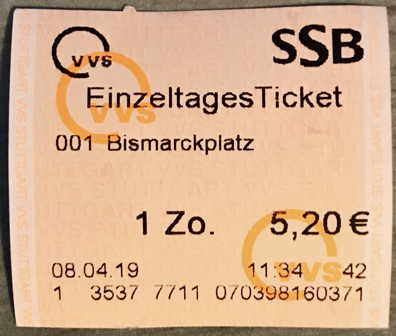 VVS SSB
EinzeltagesTicket
001 Bismarckplatz
1 Zo. 5,20 €
08.04.19 11:34 42
1 3537 7711 070398160371